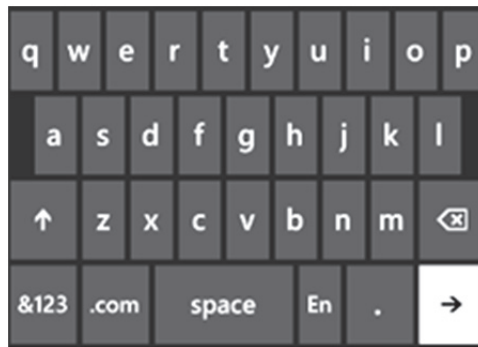 q w e r t y u i o p
a s d f g h j k l
↑ z x c v b n m ⌫
&123 .com space En . →